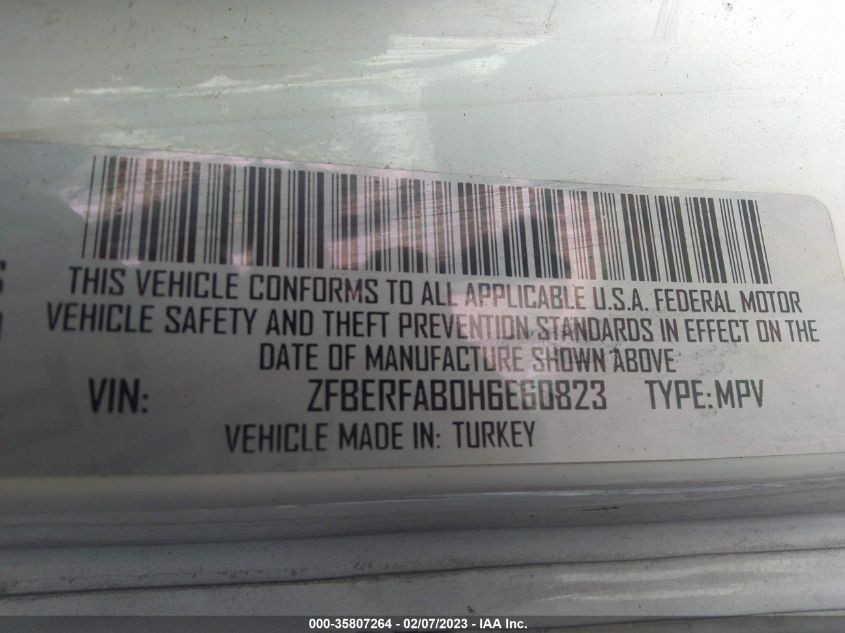 THIS VEHICLE CONFORMS TO ALL APPLICABLE U.S.A. FEDERAL MOTOR
VEHICLE SAFETY AND THEFT PREVENTION STANDARDS IN EFFECT ON THE
DATE OF MANUFACTURE SHOWN ABOVE
VIN: ZFBERFAB0H6E60823 TYPE: MPV
VEHICLE MADE IN: TURKEY
000-35807264 - 02/07/2023 - IAA Inc.